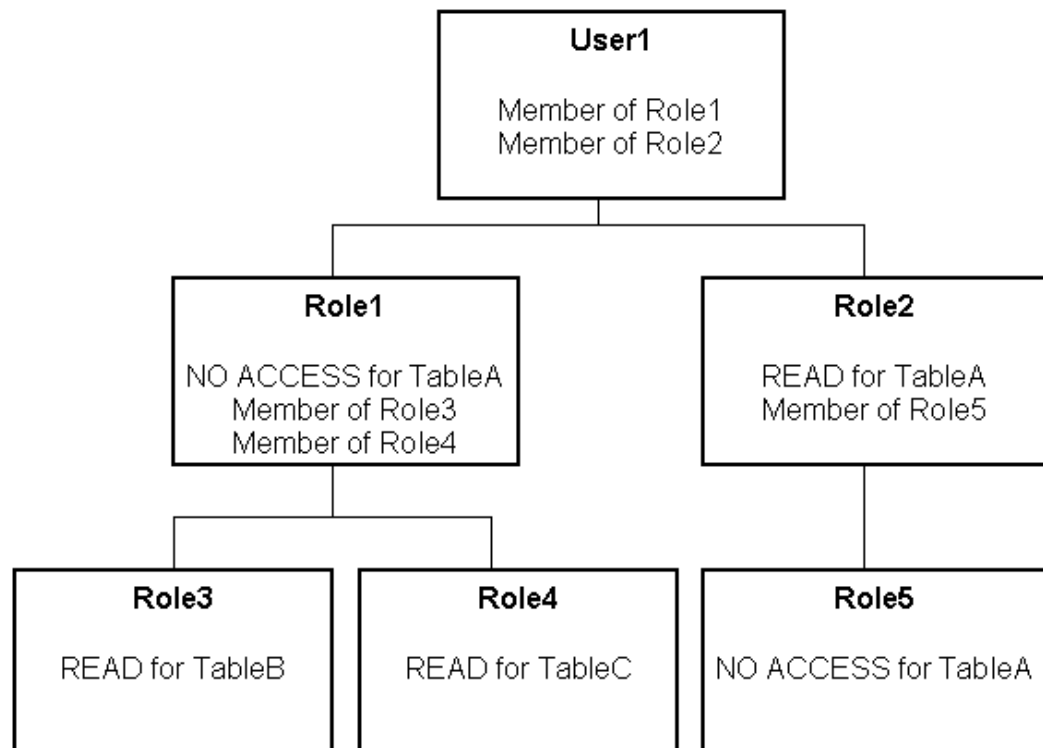 User1
Member of Role1
Member of Role2
Role1
NO ACCESS for TableA
Member of Role3
Member of Role4
Role2
READ for TableA
Member of Role5
Role3
READ for TableB
Role4
READ for TableC
Role5
NO ACCESS for TableA